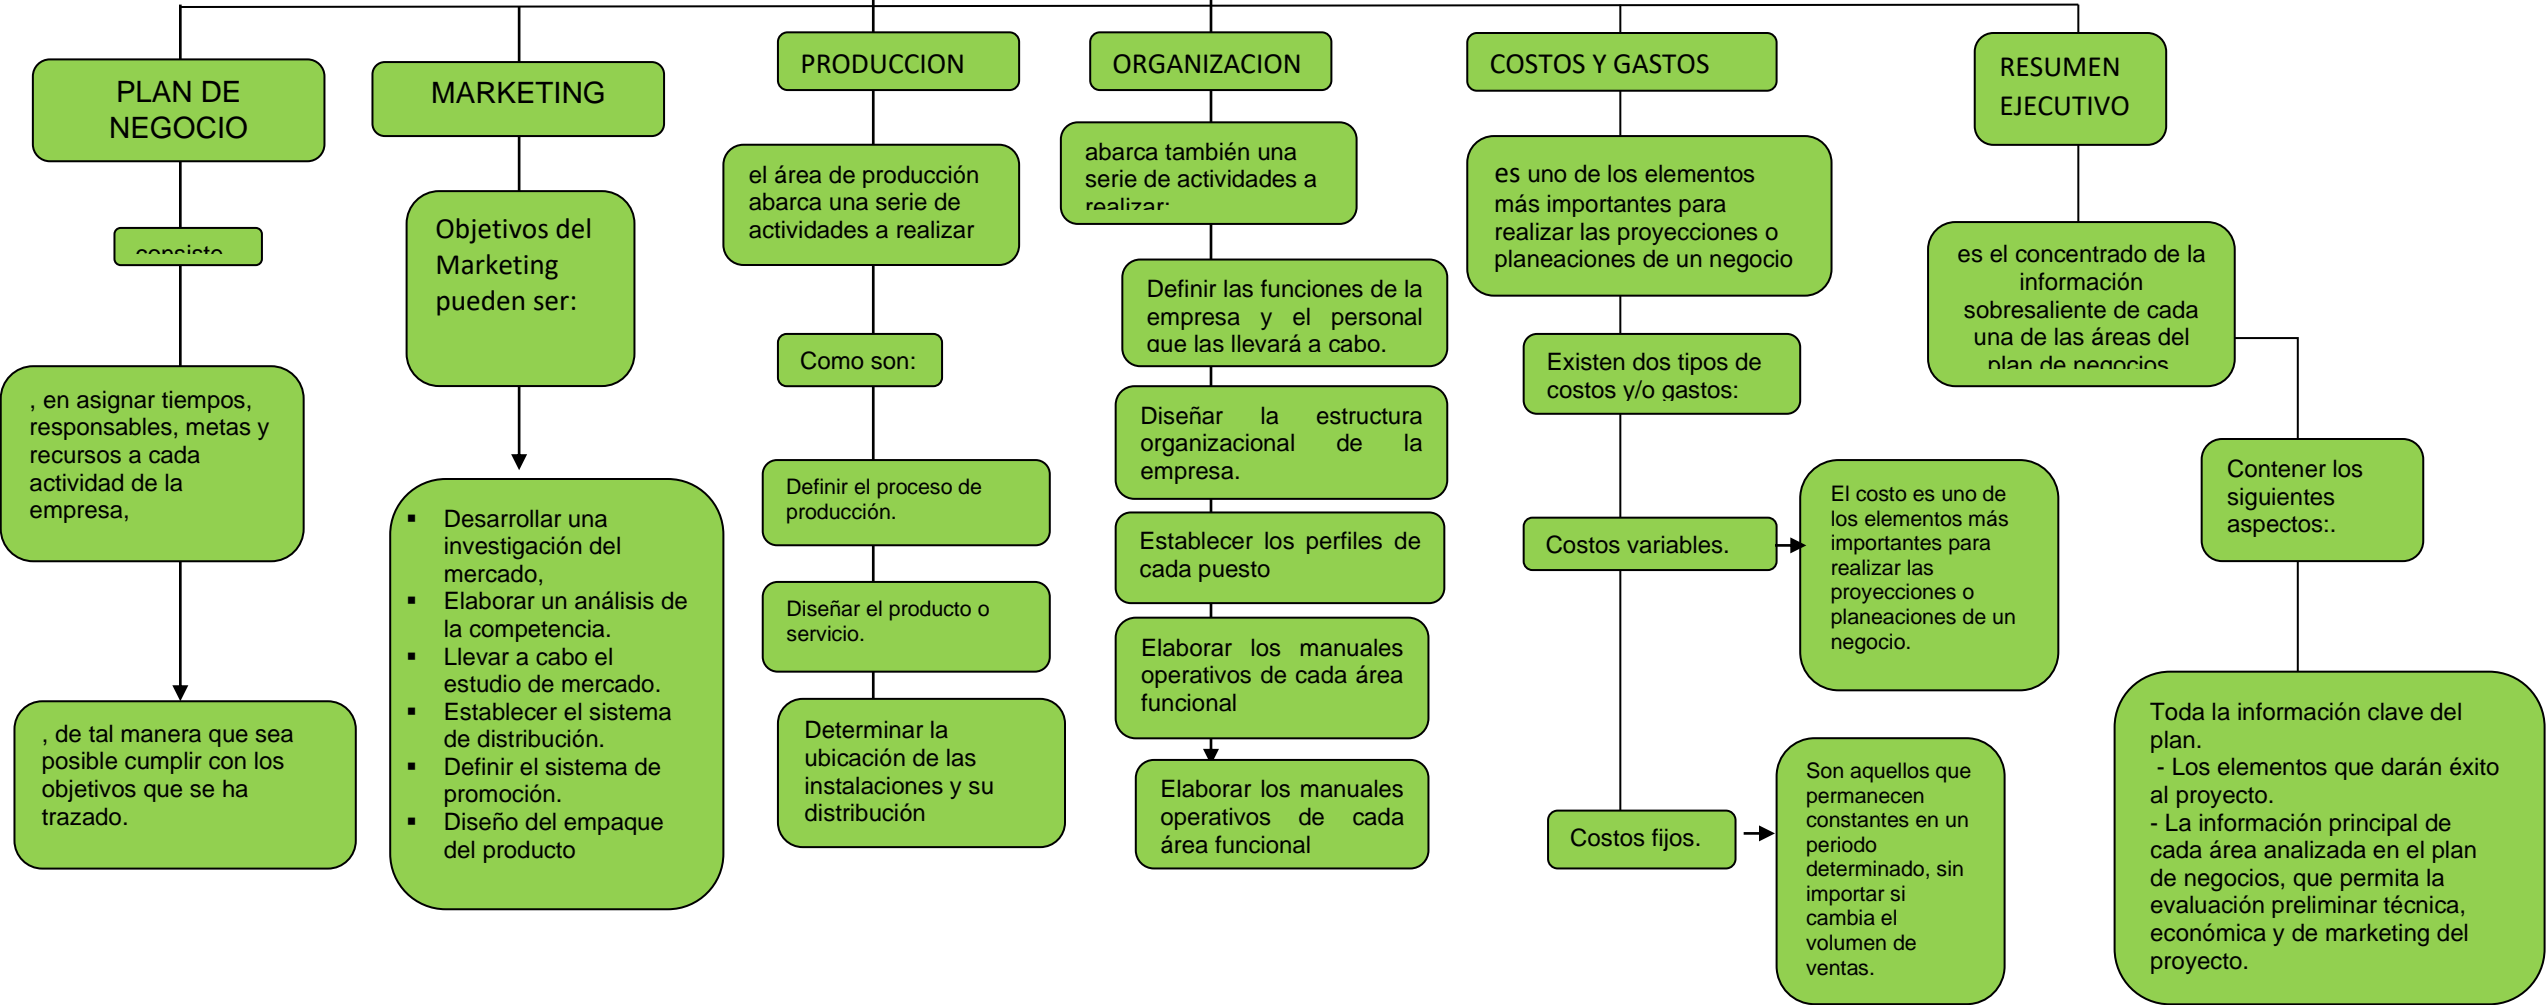 PLAN DE
NEGOCIO
consiste
, en asignar tiempos,
responsables, metas y
recursos a cada
actividad de la
empresa,
, de tal manera que sea
posible cumplir con los
objetivos que se ha
trazado.
MARKETING
Objetivos del
Marketing
pueden ser:
▪ Desarrollar una
investigación del
mercado,
▪ Elaborar un análisis de
la competencia.
▪ Llevar a cabo el
estudio de mercado.
▪ Establecer el sistema
de distribución.
▪ Definir el sistema de
promoción.
▪ Diseño del empaque
del producto
PRODUCCION
el área de producción
abarca una serie de
actividades a realizar
Como son:
Definir el proceso de
producción.
Diseñar el producto o
servicio.
Determinar la
ubicación de las
instalaciones y su
distribución
ORGANIZACION
abarca también una
serie de actividades a
realizar:
Definir las funciones de la
empresa y el personal
que las llevará a cabo.
Diseñar la estructura
organizacional de la
empresa.
Establecer los perfiles de
cada puesto
Elaborar los manuales
operativos de cada área
funcional
Elaborar los manuales
operativos de cada
área funcional
COSTOS Y GASTOS
es uno de los elementos
más importantes para
realizar las proyecciones o
planeaciones de un negocio
Existen dos tipos de
costos y/o gastos:
Costos variables.
El costo es uno de
los elementos más
importantes para
realizar las
proyecciones o
planeaciones de un
negocio.
Costos fijos.
Son aquellos que
permanecen
constantes en un
periodo
determinado, sin
importar si
cambia el
volumen de
ventas.
RESUMEN
EJECUTIVO
es el concentrado de la
información
sobresaliente de cada
una de las áreas del
plan de negocios
Contener los
siguientes
aspectos:.
Toda la información clave del
plan.
- Los elementos que darán éxito
al proyecto.
- La información principal de
cada área analizada en el plan
de negocios, que permita la
evaluación preliminar técnica,
económica y de marketing del
proyecto.